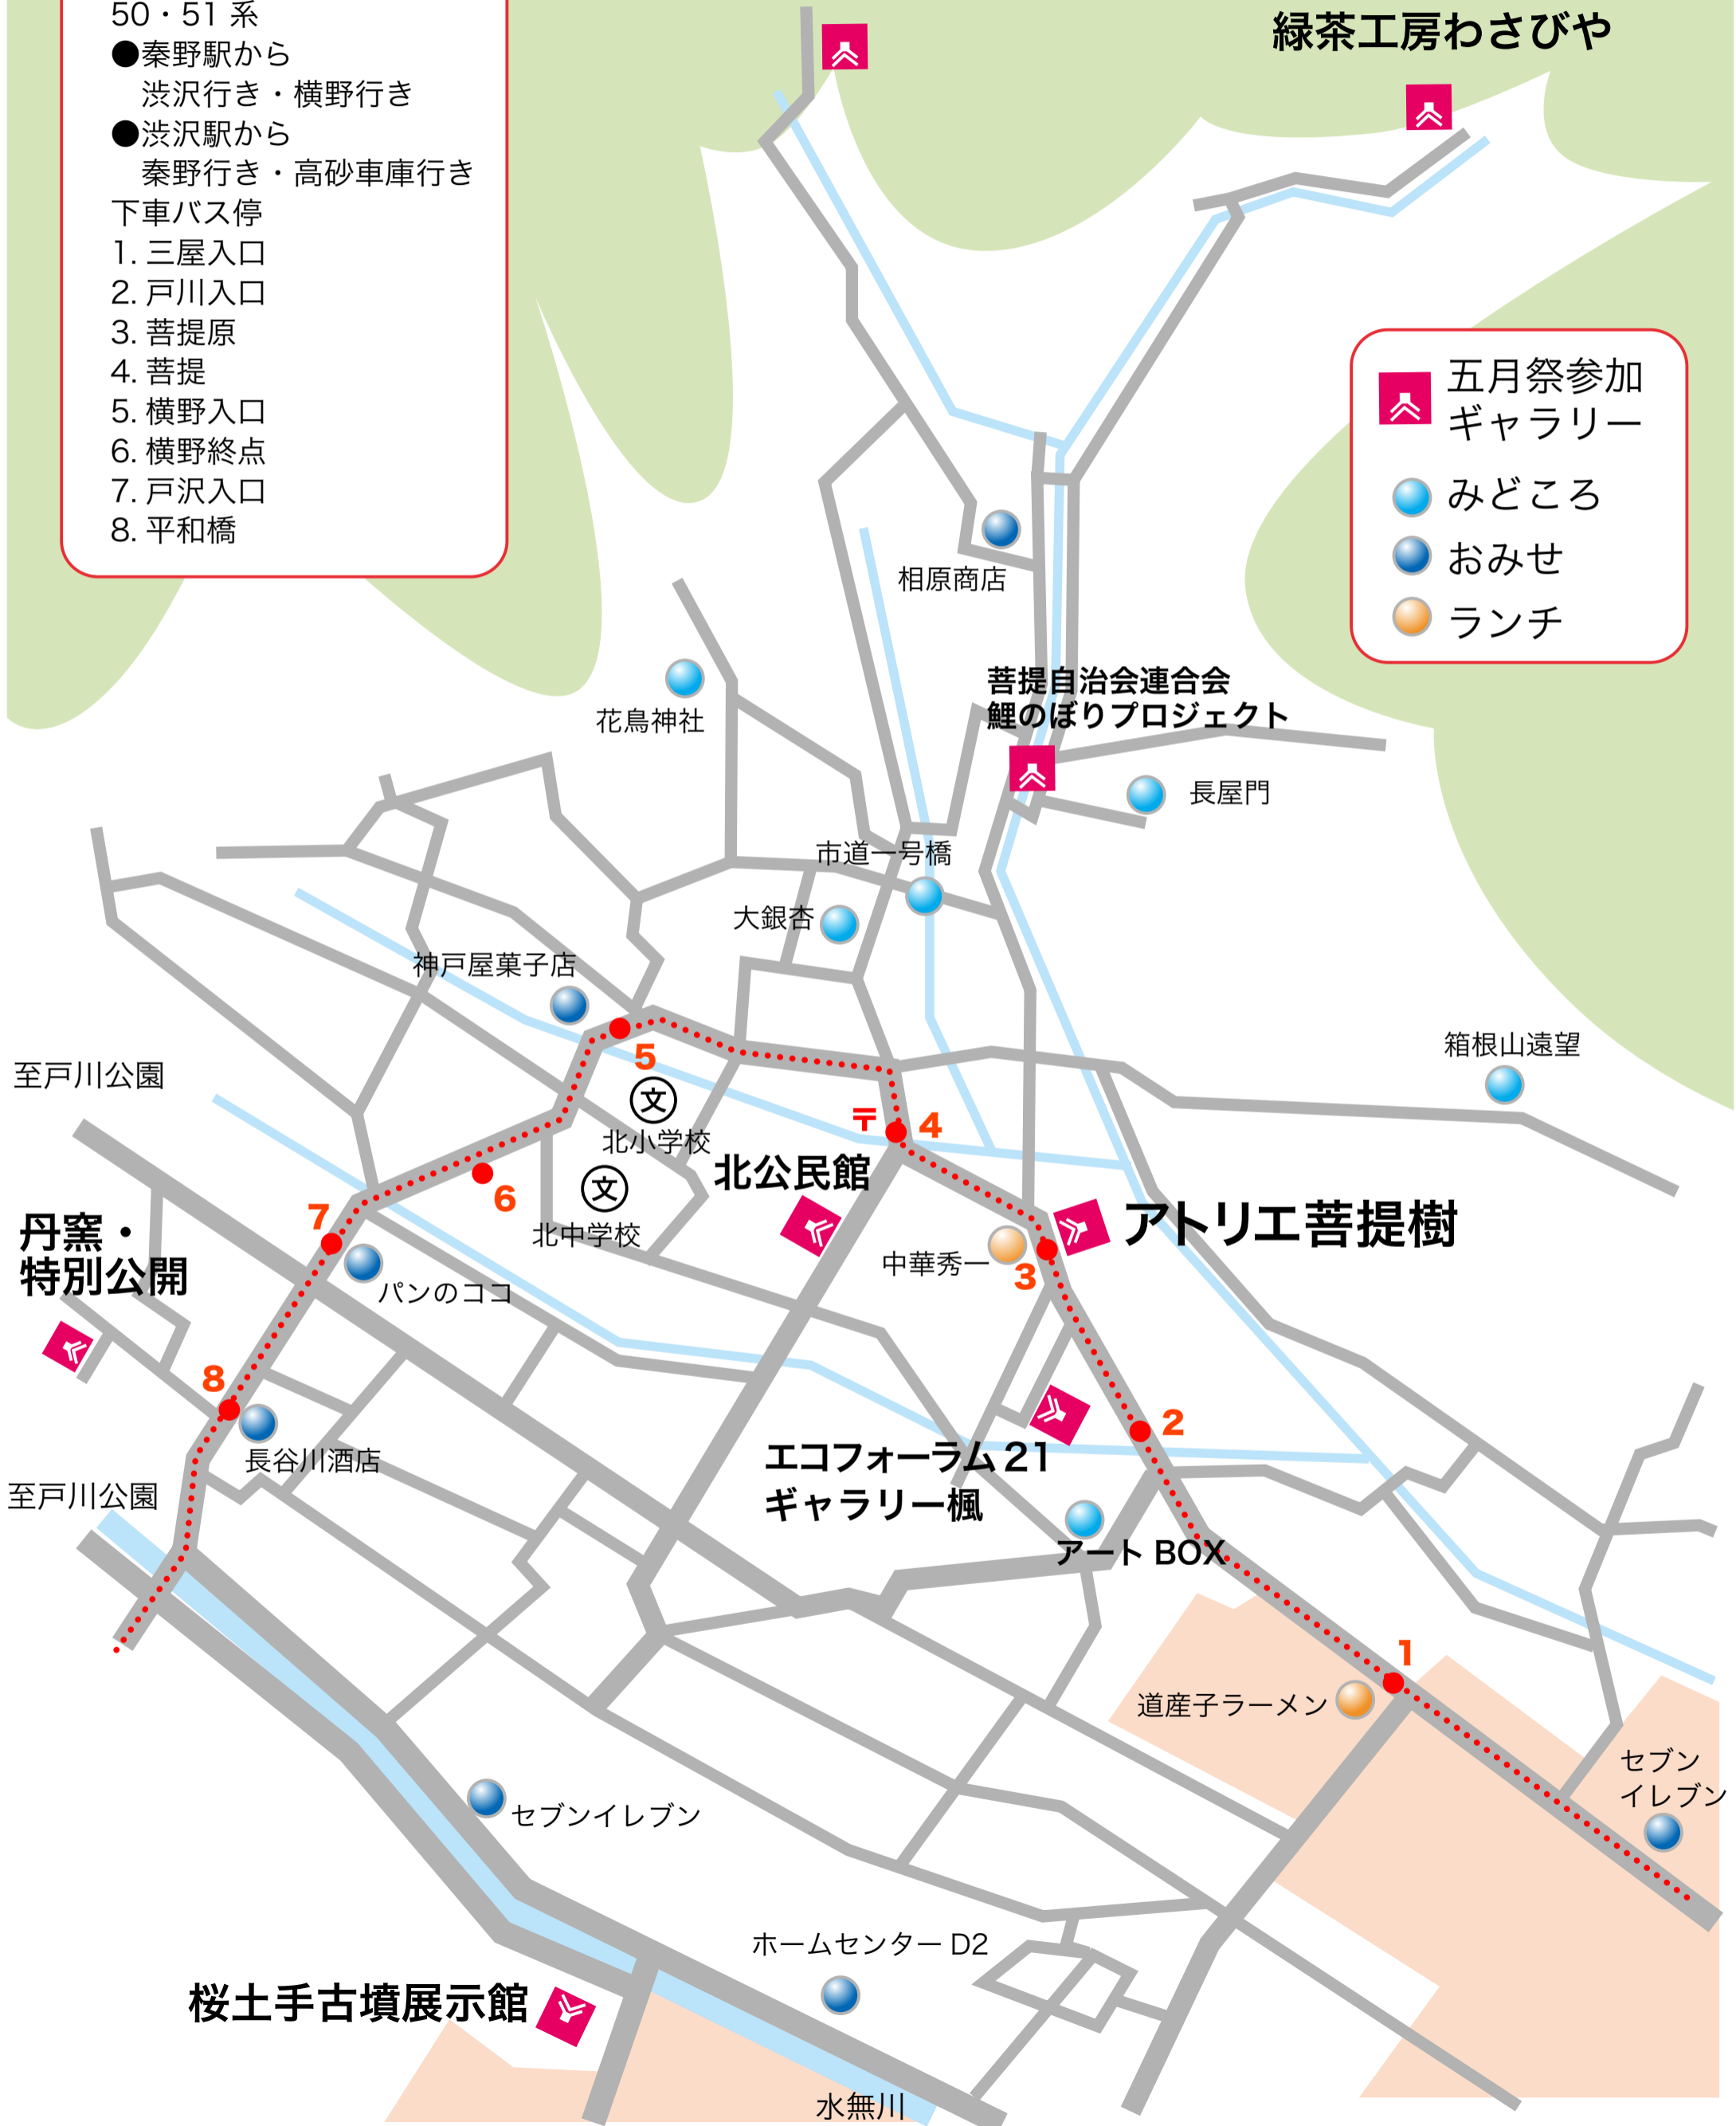 50・51 系
●秦野駅から
渋沢行き・横野行き
●渋沢駅から
秦野行き・高砂車庫行き
下車バス停
1. 三屋入口
2. 戸川入口
3. 菩提原
4. 菩提
5. 横野入口
6. 横野終点
7. 戸沢入口
8. 平和橋
緑茶工房わさびや
五月祭参加
ギャラリー
みどころ
おみせ
ランチ
相原商店
菩提自治会連合会
鯉のぼりプロジェクト
花鳥神社
長屋門
市道一号橋
大銀杏
神戸屋菓子店
箱根山遠望
至戸川公園
5
文
北小学校
〒
4
北公民館
文
北中学校
6
7
アトリエ菩提樹
中華秀一
3
丹窯・
特別公開
パンのココ
8
長谷川酒店
2
エコフォーラム 21
ギャラリー楓
至戸川公園
アート BOX
1
道産子ラーメン
セブン
イレブン
セブンイレブン
ホームセンター D2
桜土手古墳展示館
水無川